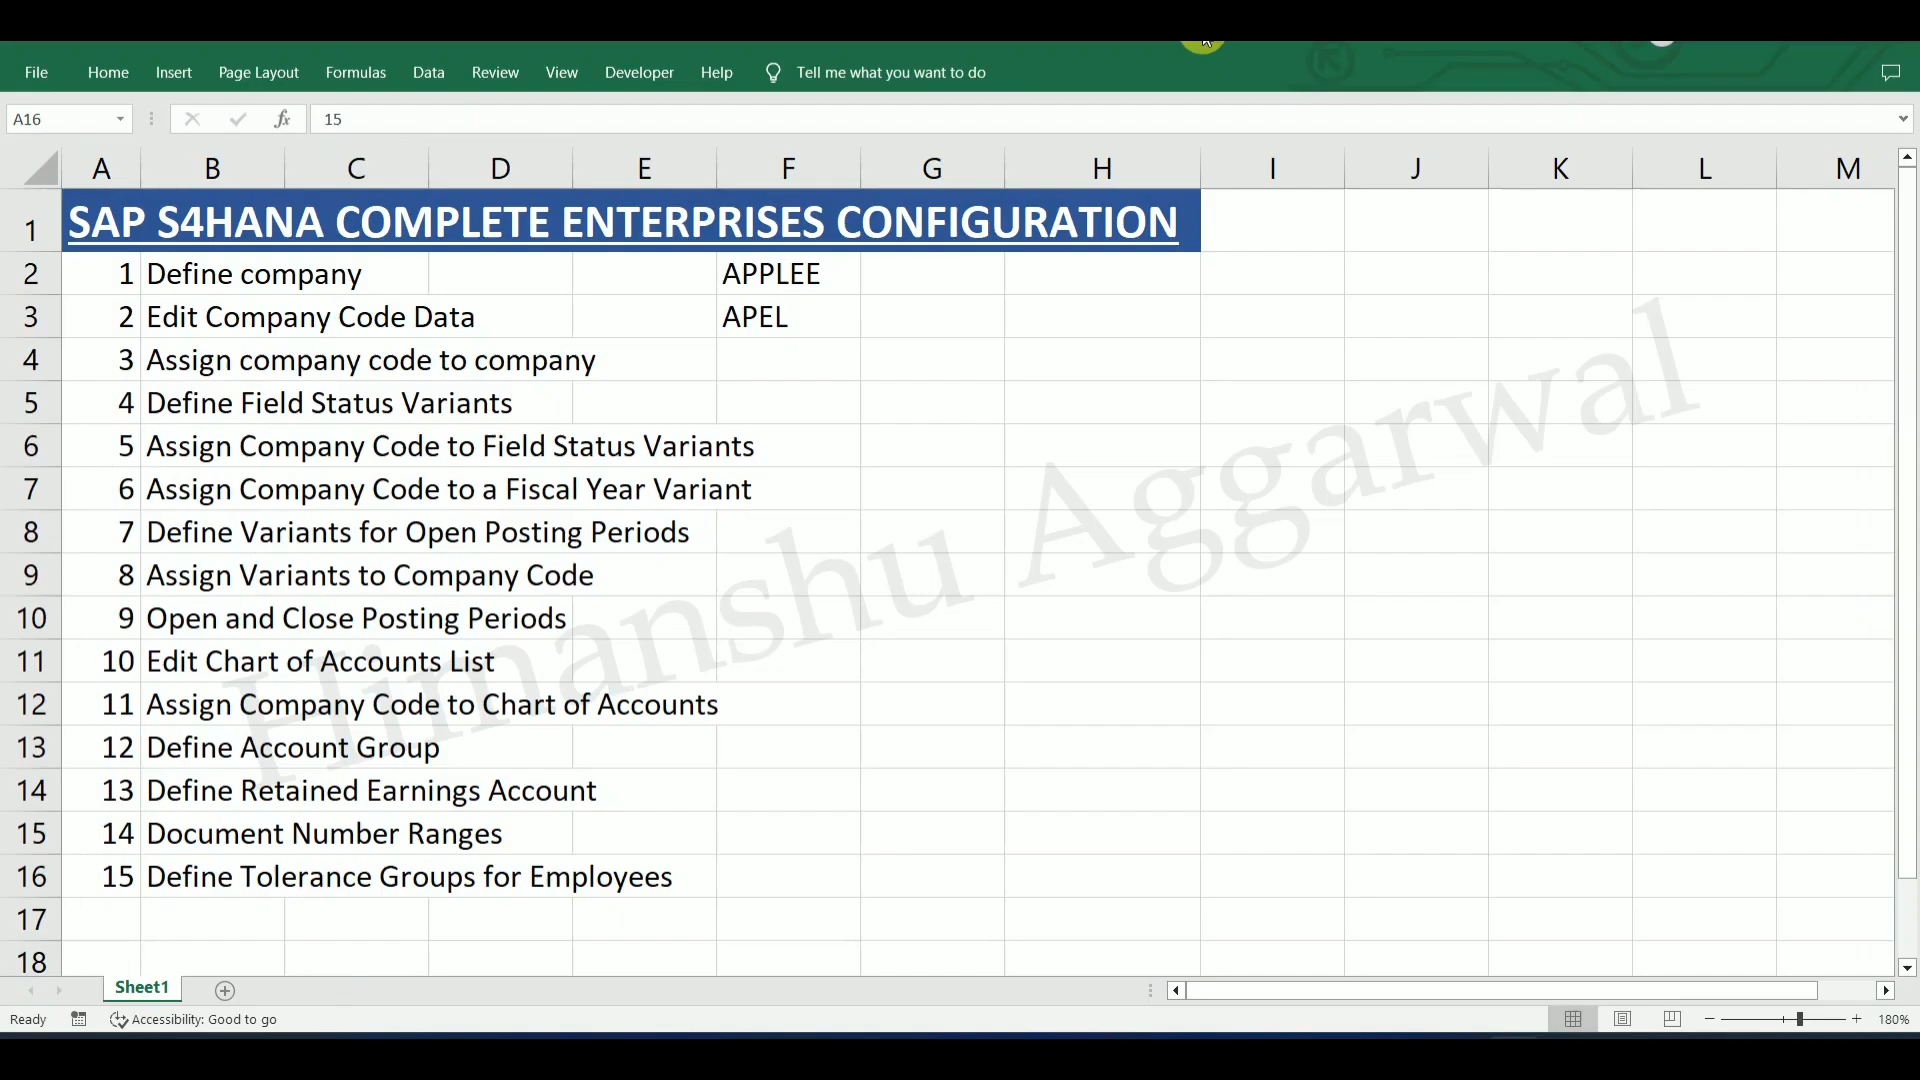 File Home Insert Page Layout Formulas Data Review View Developer Help Tell me what you want to do
A16 fx 15
A B C D E F G H I J K L M
1 SAP S4HANA COMPLETE ENTERPRISES CONFIGURATION
2 1 Define company APPLEE
3 2 Edit Company Code Data APEL
4 3 Assign company code to company
5 4 Define Field Status Variants
6 5 Assign Company Code to Field Status Variants
7 6 Assign Company Code to a Fiscal Year Variant
8 7 Define Variants for Open Posting Periods
9 8 Assign Variants to Company Code
10 9 Open and Close Posting Periods
11 10 Edit Chart of Accounts List
12 11 Assign Company Code to Chart of Accounts
13 12 Define Account Group
14 13 Define Retained Earnings Account
15 14 Document Number Ranges
16 15 Define Tolerance Groups for Employees
17
18
Himanshu Aggarwal
Sheet1
Ready Accessibility: Good to go 180%